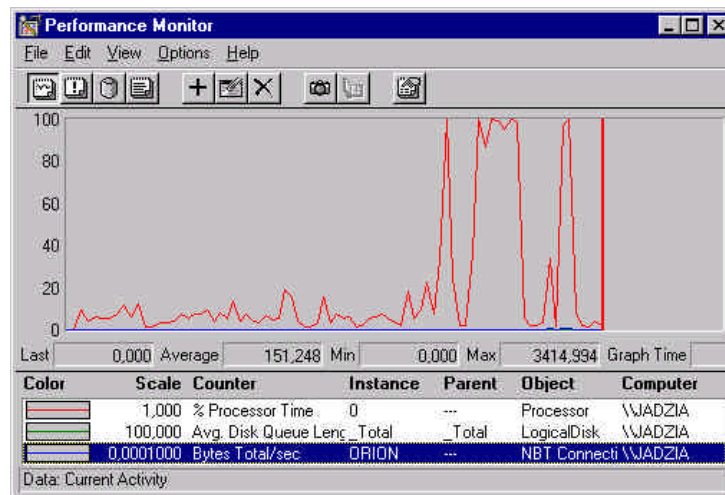 Performance Monitor
File Edit View Options Help
100
80
60
40
20
0
Last 0,000 Average 151,248 Min 0,000 Max 3414,994 Graph Time
Color Scale Counter Instance Parent Object Computer
1,000 % Processor Time 0 --- Processor \\JADZIA
100,000 Avg. Disk Queue Leng _Total _Total LogicalDisk \\JADZIA
0,0001000 Bytes Total/sec ORION --- NBT Connecti \\JADZIA
Data: Current Activity